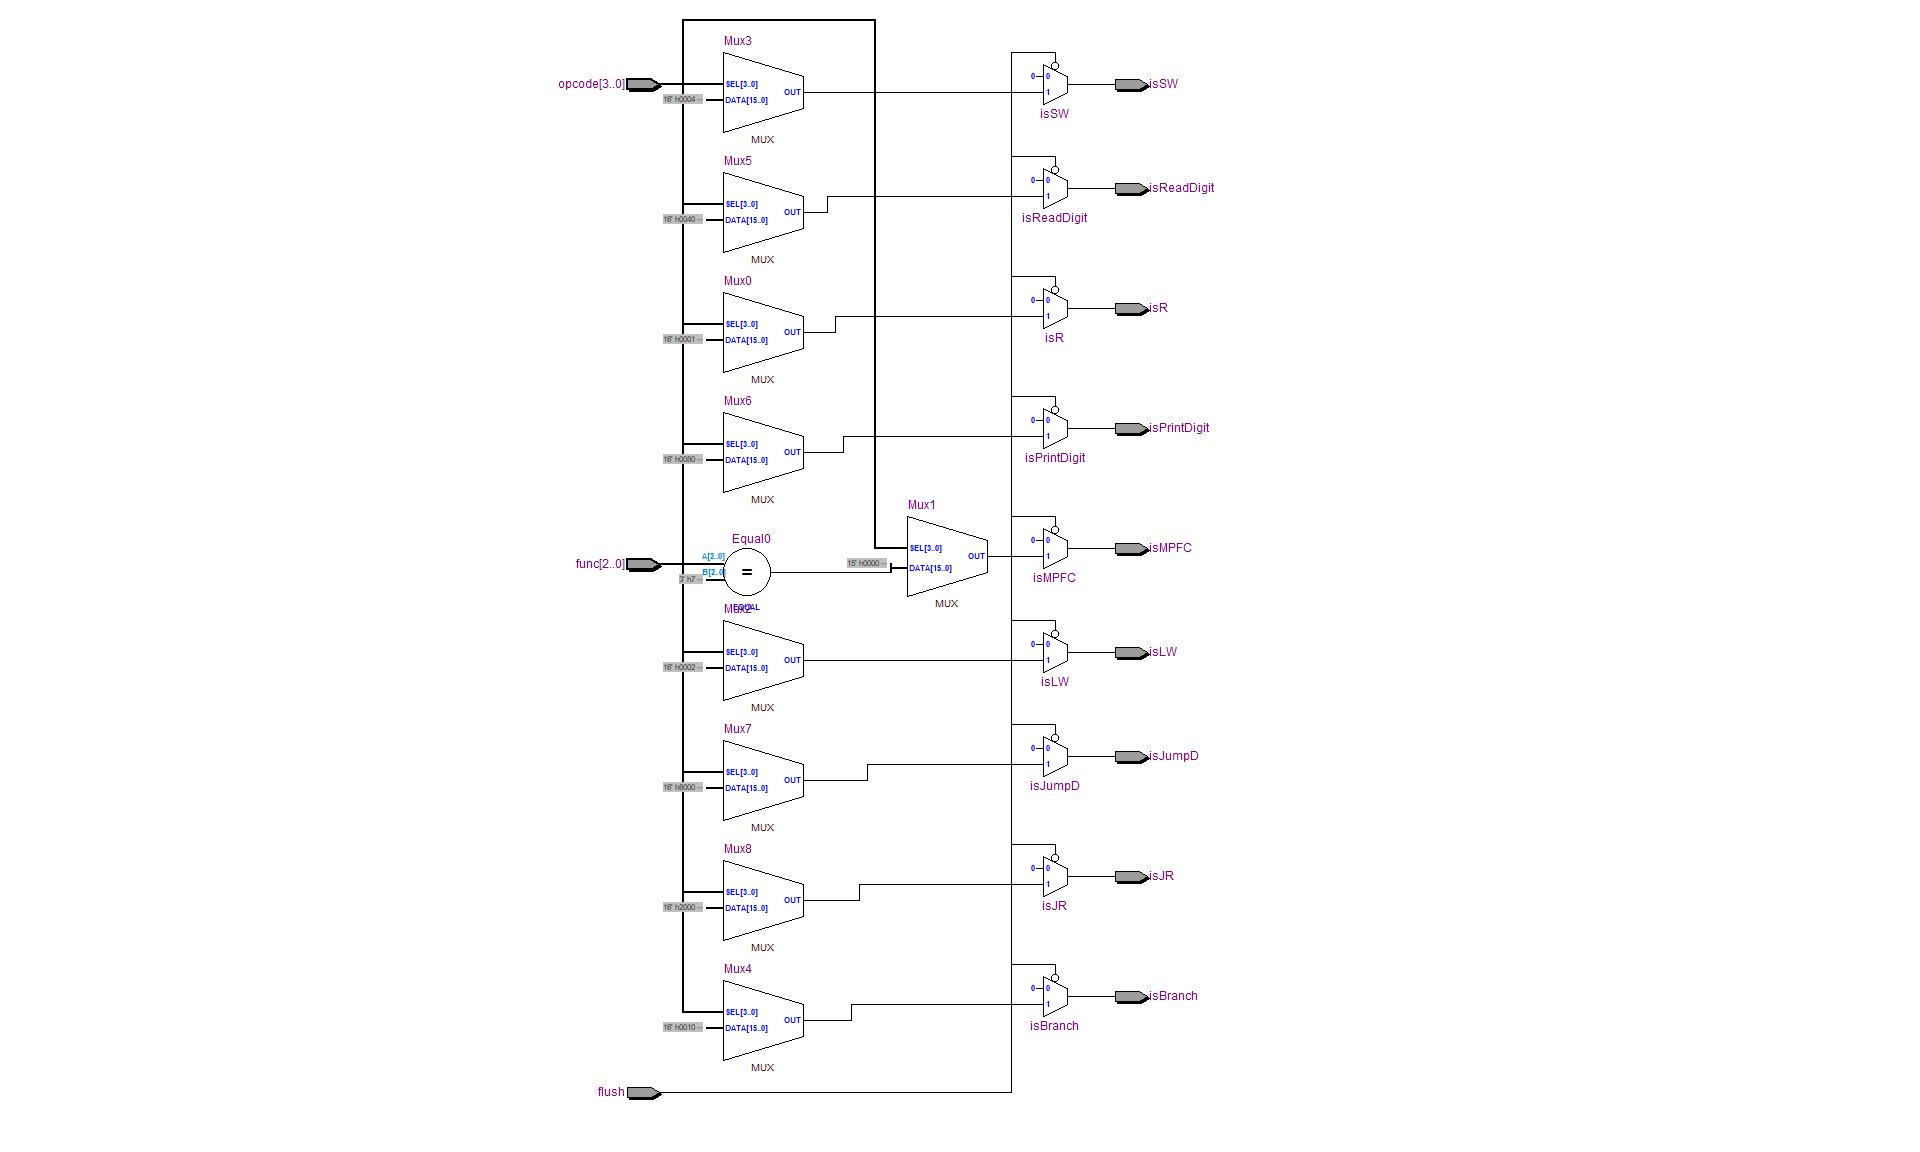 Mux3
opcode[3..0]
SEL[3..0]
16' h0004 --
DATA[15..0]
OUT
MUX
0
0
1
isSW
isSW
Mux5
SEL[3..0]
16' h0040 --
DATA[15..0]
OUT
MUX
0
0
1
isReadDigit
isReadDigit
Mux0
SEL[3..0]
16' h0001 --
DATA[15..0]
OUT
MUX
0
0
1
isR
isR
Mux6
SEL[3..0]
16' h0080 --
DATA[15..0]
OUT
MUX
0
0
1
isPrintDigit
isPrintDigit
Equal0
func[2..0]
A[2..0]
B[2..0]
3' h7 --
=
EQUAL
Mux1
SEL[3..0]
15' h0000 --
DATA[15..0]
OUT
MUX
0
0
1
isMPFC
isMPFC
Mux2
SEL[3..0]
16' h0002 --
DATA[15..0]
OUT
MUX
0
0
1
isLW
isLW
Mux7
SEL[3..0]
DATA[15..0]
OUT
MUX
0
0
1
isJumpD
isJumpD
Mux8
SEL[3..0]
16' h2000 --
DATA[15..0]
OUT
MUX
0
0
1
isJR
isJR
Mux4
SEL[3..0]
16' h0010 --
DATA[15..0]
OUT
MUX
0
0
1
isBranch
isBranch
flush